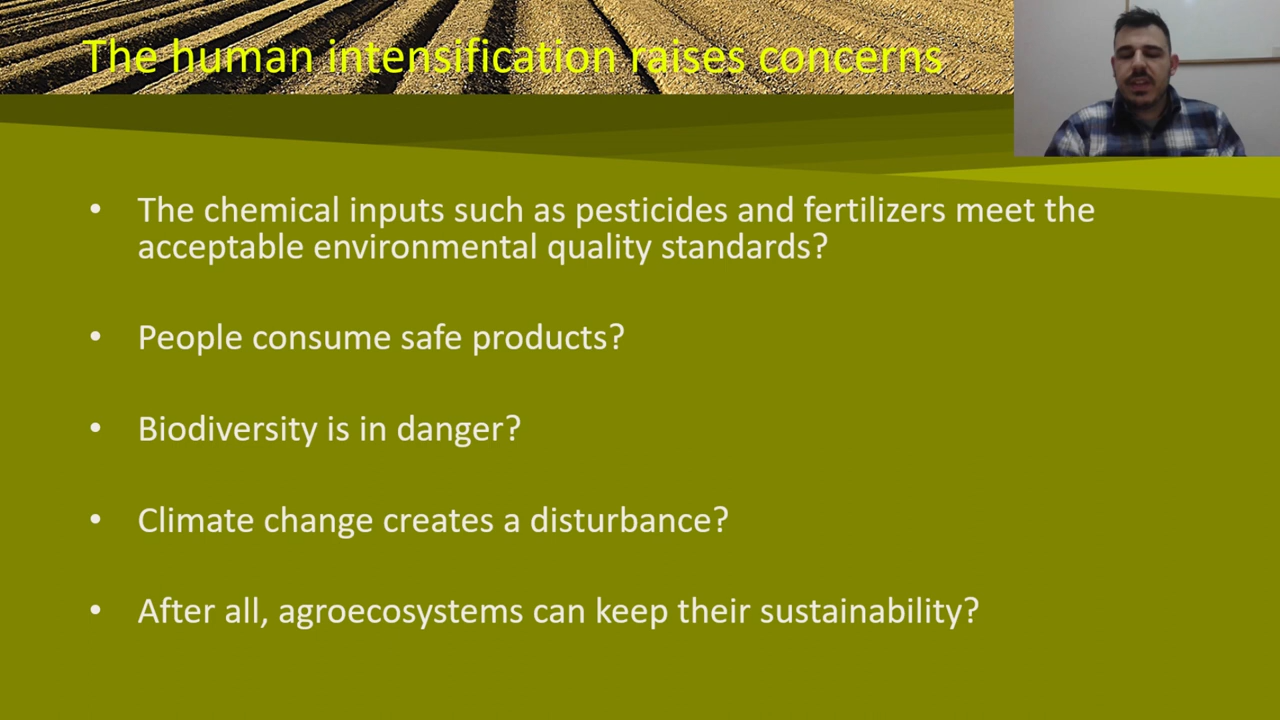 The human intensification raises concerns
• The chemical inputs such as pesticides and fertilizers meet the
acceptable environmental quality standards?
• People consume safe products?
• Biodiversity is in danger?
• Climate change creates a disturbance?
• After all, agroecosystems can keep their sustainability?